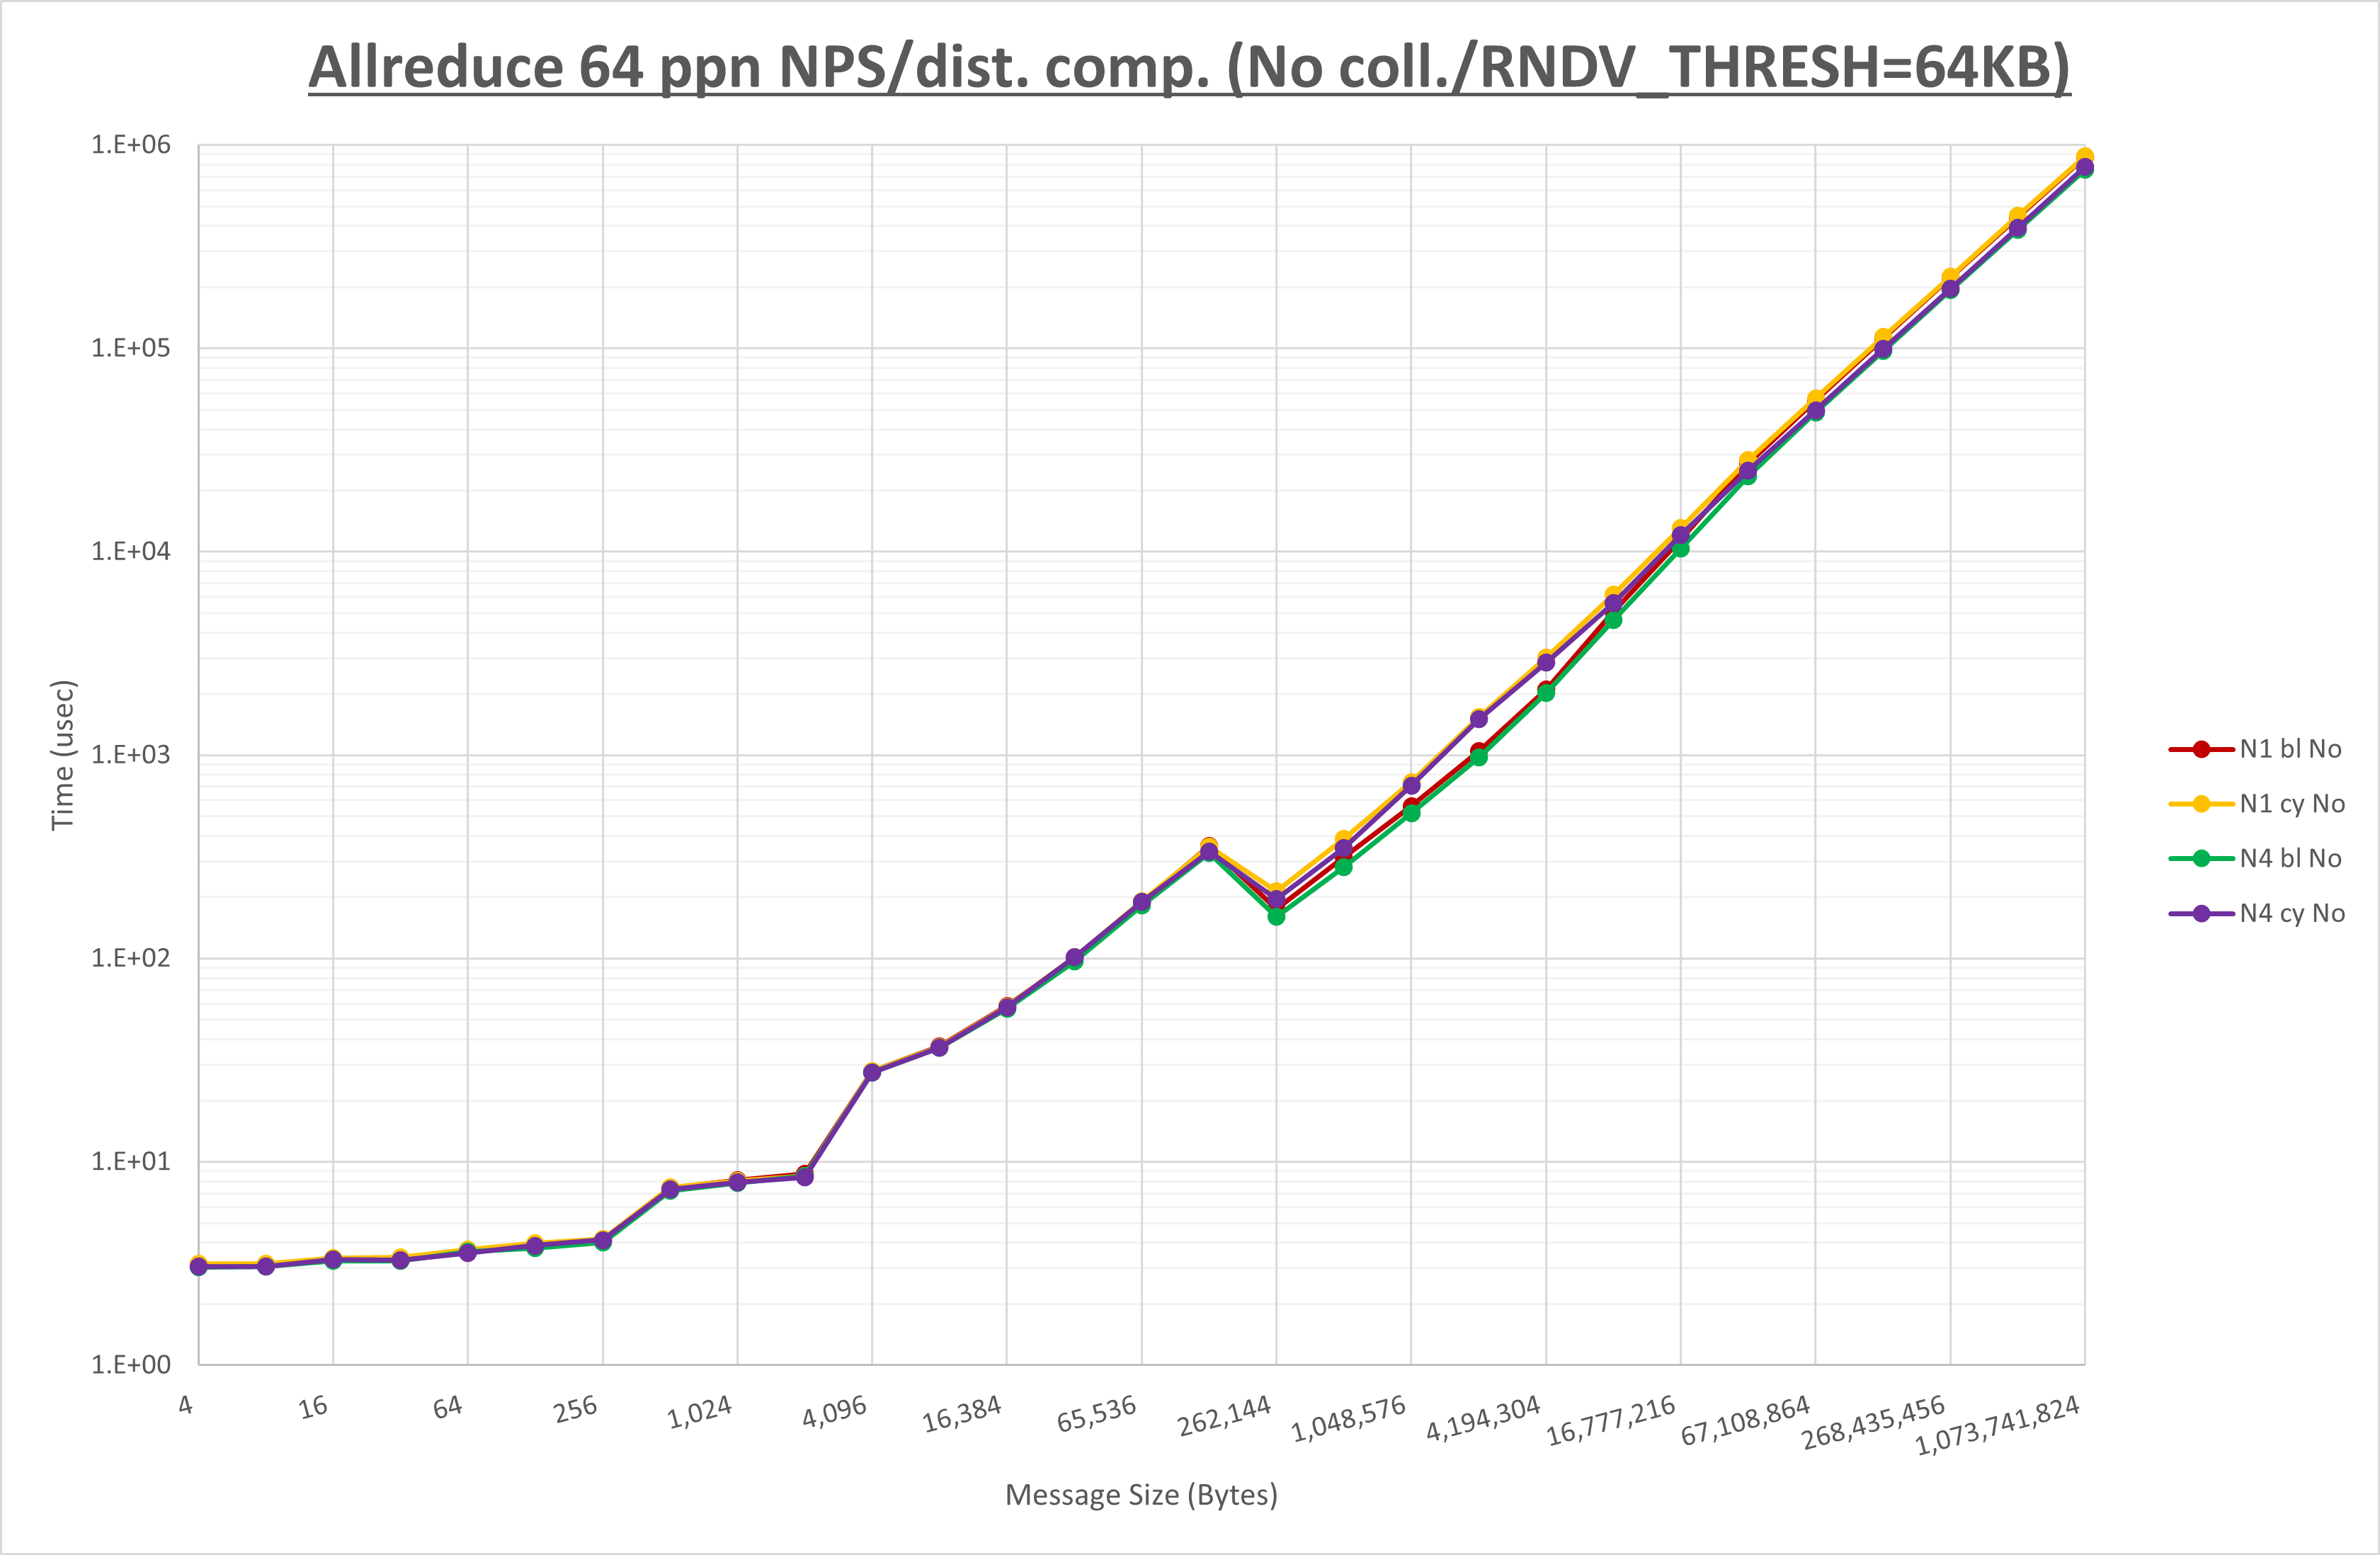 Allreduce 64 ppn NPS/dist. comp. (No coll./RNDV_THRESH=64KB)
1.E+06
1.E+05
1.E+04
1.E+03
1.E+02
1.E+01
1.E+00
Time (usec)
4
16
64
256
1,024
4,096
16,384
65,536
262,144
1,048,576
4,194,304
16,777,216
67,108,864
268,435,456
1,073,741,824
Message Size (Bytes)
N1 bl No
N1 cy No
N4 bl No
N4 cy No